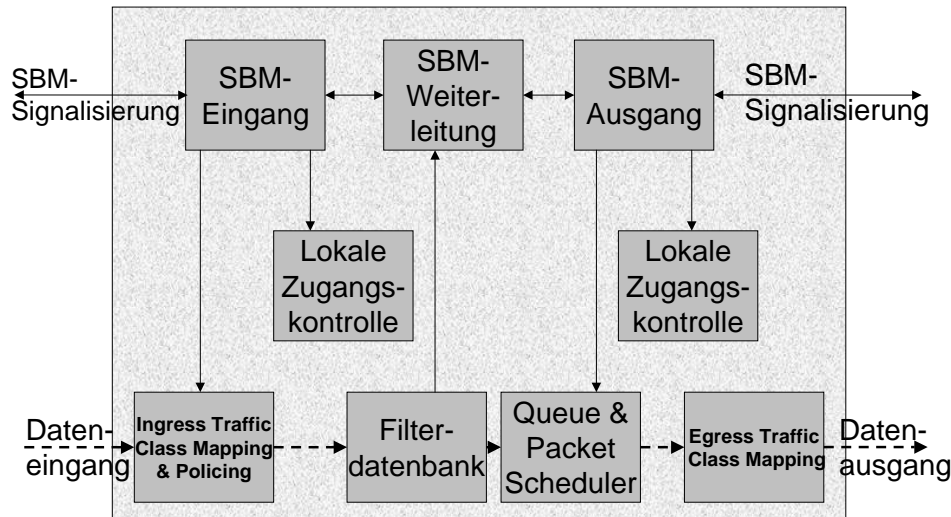 SBM-
Signalisierung
SBM-
Eingang
SBM-
Weiter-
leitung
SBM-
Ausgang
SBM-
Signalisierung
Lokale
Zugangs-
kontrolle
Lokale
Zugangs-
kontrolle
Daten-
eingang
Ingress Traffic
Class Mapping
& Policing
Filter-
datenbank
Queue &
Packet
Scheduler
Egress Traffic
Class Mapping
Daten-
ausgang